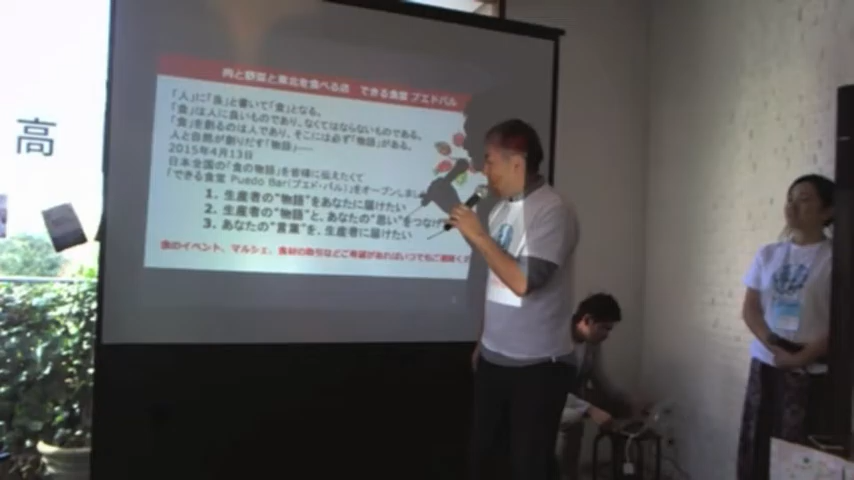 高
肉と野菜と東北を食べる店 できる食堂 プエドバル
「人」に「良」と書いて「食」となる。
「食」は人に良いものであり、なくてはならないものである。
「食」を創るのは人であり、そこには必ず「物語」がある。
人と自然が創りだす「物語」──
2015年4月13日
日本全国の「食の物語」を皆様に伝えたくて
「できる食堂 Puedo Bar(プエド・バル)」をオープンしまし
1. 生産者の“物語”をあなたに届けたい
2. 生産者の“物語”と、あなたの“思い”をつなげ
3. あなたの“言葉”を、生産者に届けたい
食のイベント、マルシェ、食材の取引などご希望があればいつでもご連絡くだ